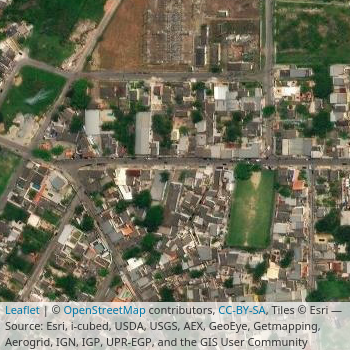 Leaflet | © OpenStreetMap contributors, CC-BY-SA, Tiles © Esri —
Source: Esri, i-cubed, USDA, USGS, AEX, GeoEye, Getmapping,
Aerogrid, IGN, IGP, UPR-EGP, and the GIS User Community